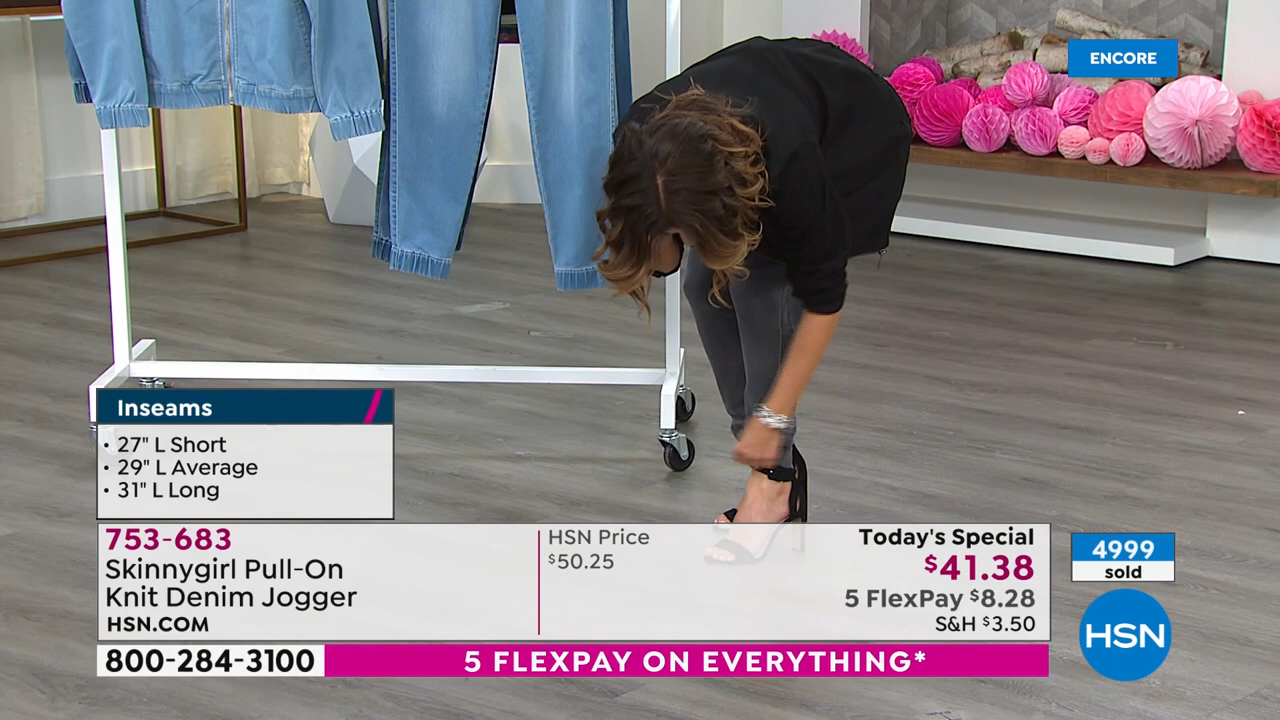 ENCORE
Inseams
• 27" L Short
• 29" L Average
• 31" L Long
753-683
Skinnygirl Pull-On
Knit Denim Jogger
HSN.COM
HSN Price
$50.25
Today's Special
$41.38
5 FlexPay $8.28
S&H $3.50
4999
sold
HSN
800-284-3100
5 FLEXPAY ON EVERYTHING*